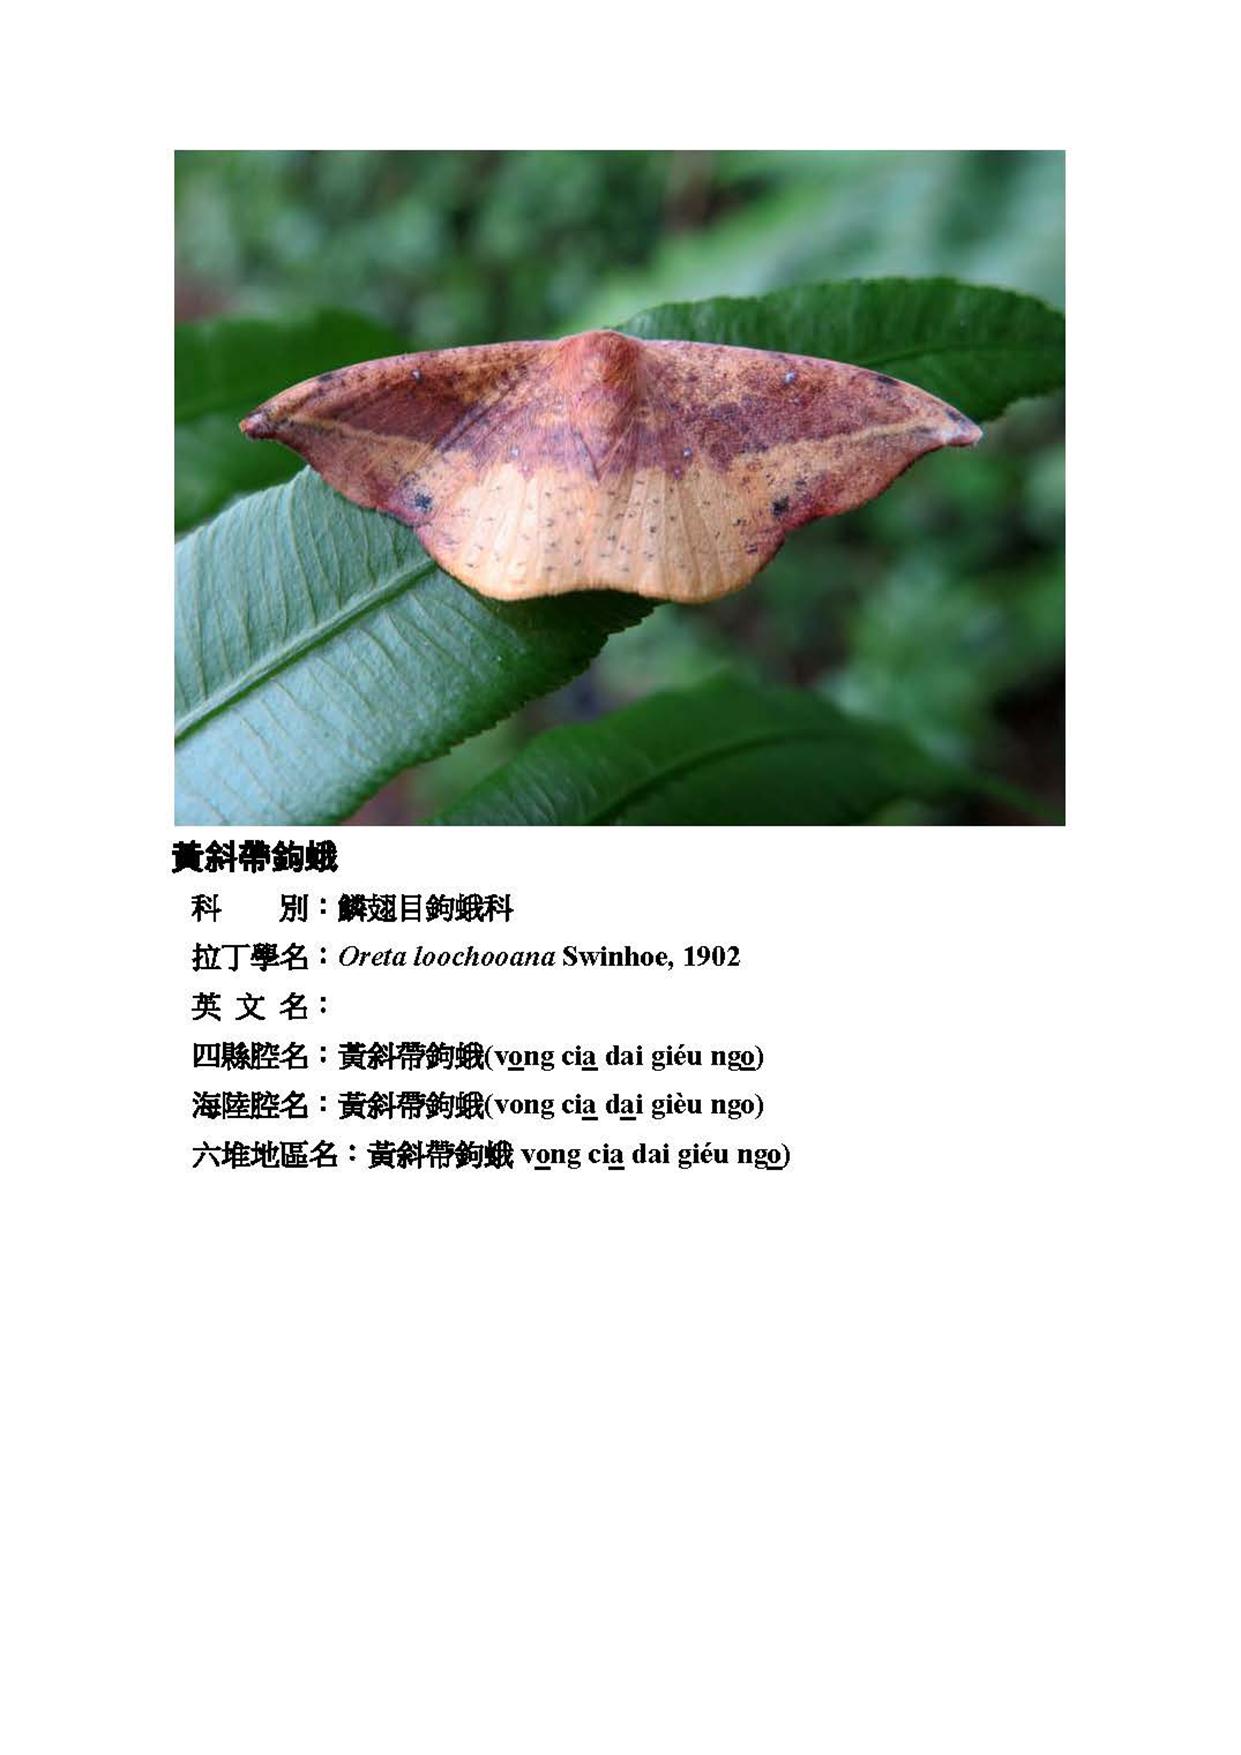 黃斜帶鉤蛾
科　　別：鱗翅目鉤蛾科
拉丁學名：Oreta loochooana Swinhoe, 1902
英 文 名：
四縣腔名：黃斜帶鉤蛾(vong cia dai giéu ngo)
海陸腔名：黃斜帶鉤蛾(vong cia dai gièu ngo)
六堆地區名：黃斜帶鉤蛾 vong cia dai giéu ngo)